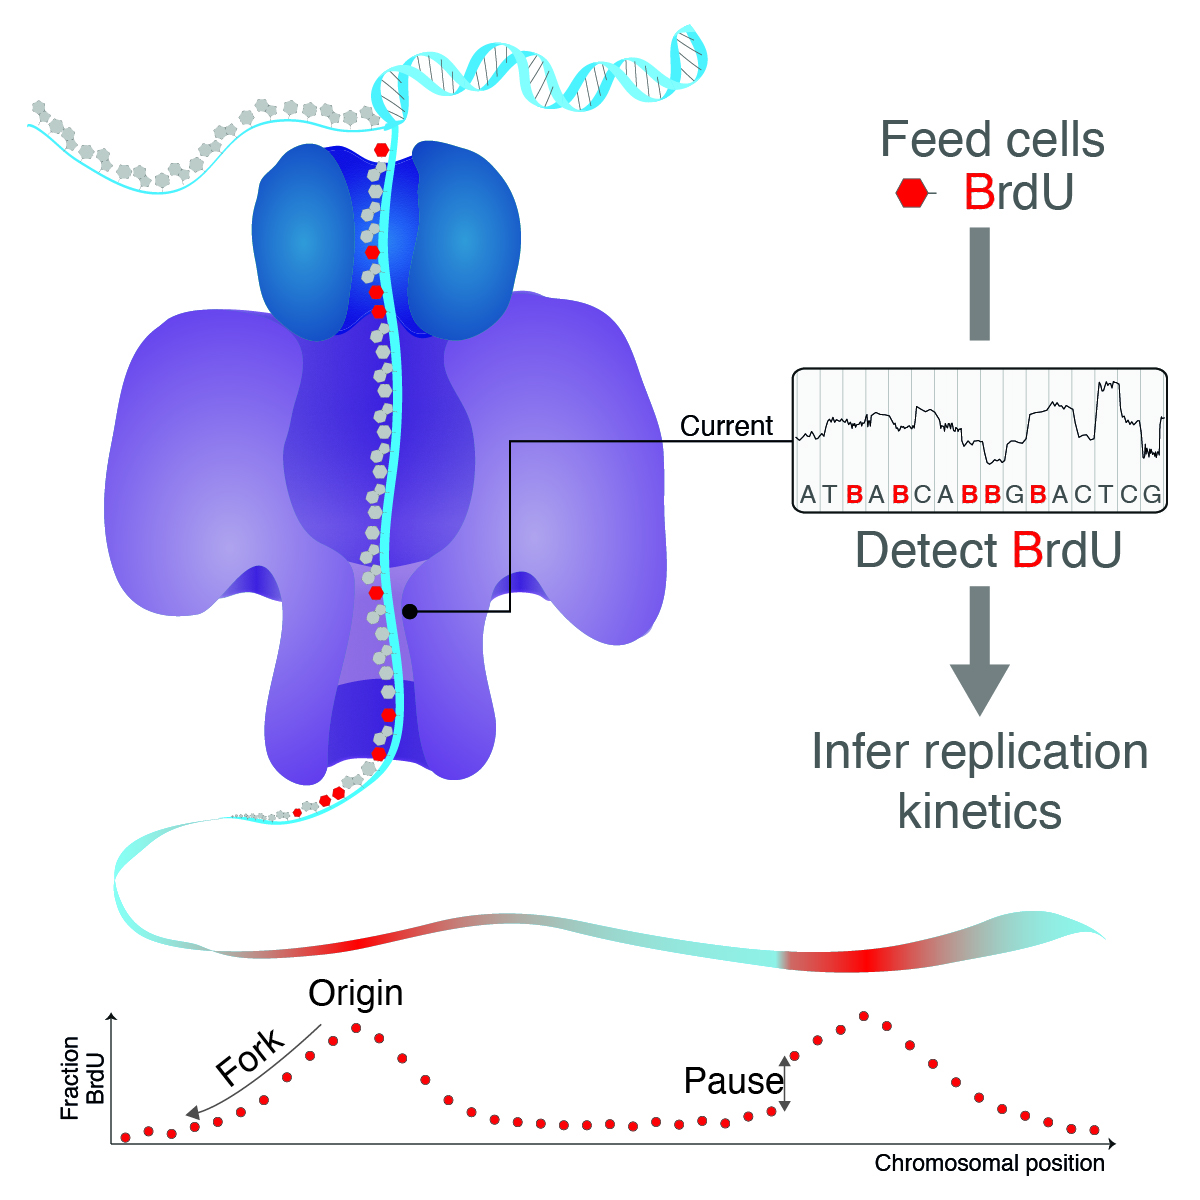 Feed cells
BrdU
Current
A T B A B C A B B G B A C T C G
Detect BrdU
Infer replication
kinetics
Origin
Fork
Pause
Fraction
BrdU
Chromosomal position